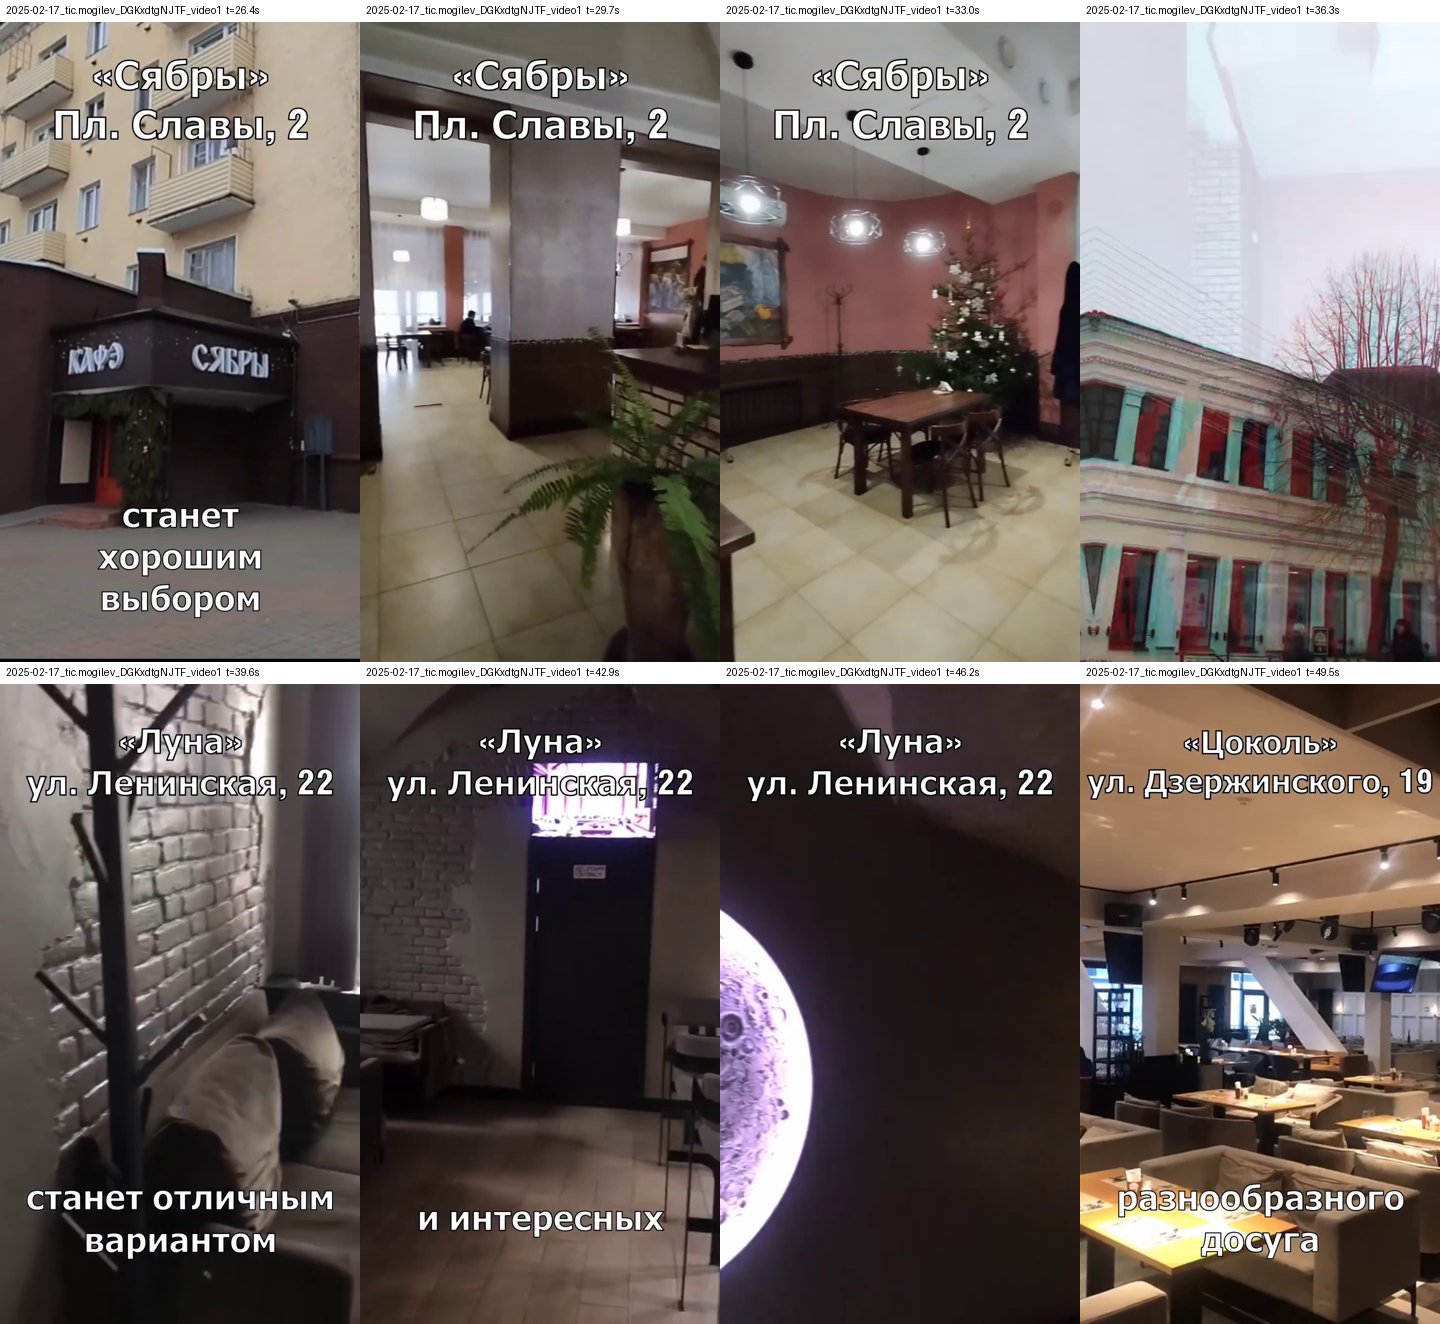 2025-02-17_tic.mogilev_DGKxdtgNJTF_video1 t=26.4s
«Сябры»
Пл. Славы, 2
КАФЭ
СЯБРЫ
станет
хорошим
выбором
2025-02-17_tic.mogilev_DGKxdtgNJTF_video1 t=29.7s
«Сябры»
Пл. Славы, 2
2025-02-17_tic.mogilev_DGKxdtgNJTF_video1 t=33.0s
«Сябры»
Пл. Славы, 2
2025-02-17_tic.mogilev_DGKxdtgNJTF_video1 t=36.3s
2025-02-17_tic.mogilev_DGKxdtgNJTF_video1 t=39.6s
«Луна»
ул. Ленинская, 22
станет отличным
вариантом
2025-02-17_tic.mogilev_DGKxdtgNJTF_video1 t=42.9s
«Луна»
ул. Ленинская, 22
и интересных
2025-02-17_tic.mogilev_DGKxdtgNJTF_video1 t=46.2s
«Луна»
ул. Ленинская, 22
2025-02-17_tic.mogilev_DGKxdtgNJTF_video1 t=49.5s
«Цоколь»
ул. Дзержинского, 19
разнообразного
досуга